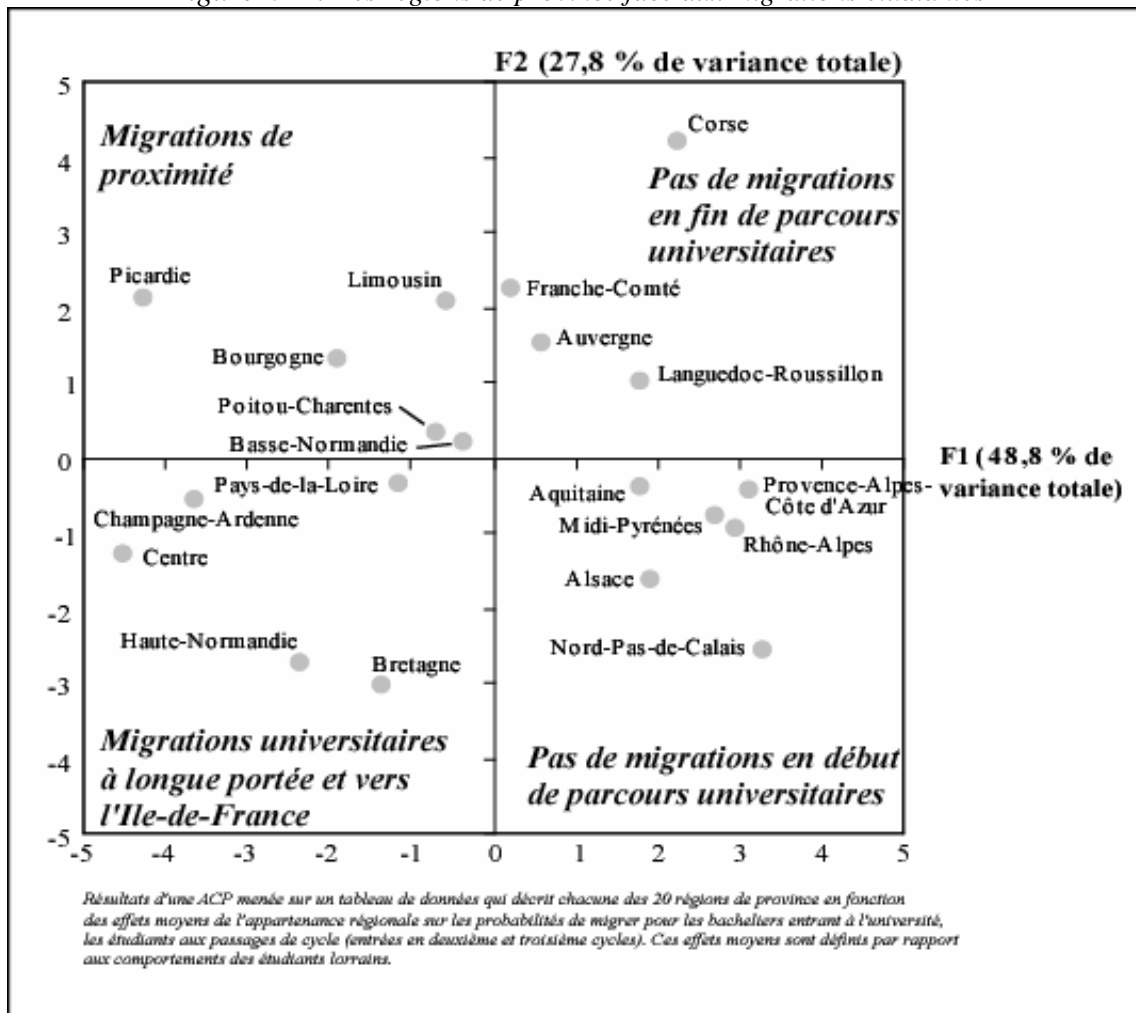 Les régions de province face aux migrations étudiantes
F2 (27,8 % de variance totale)
5
4
3
2
1
0
-1
-2
-3
-4
-5
Migrations de
proximité
Corse
Pas de migrations
en fin de parcours
universitaires
Picardie
Limousin
Franche-Comté
Auvergne
Bourgogne
Languedoc-Roussillon
Poitou-Charentes
Basse-Normandie
F1 (48,8 % de
variance totale)
Pays-de-la-Loire
Champagne-Ardenne
Centre
Aquitaine
Provence-Alpes-
Côte d'Azur
Midi-Pyrénées
Rhône-Alpes
Alsace
Haute-Normandie
Bretagne
Nord-Pas-de-Calais
Migrations universitaires
à longue portée et vers
l'Ile-de-France
Pas de migrations en début
de parcours universitaires
-5 -4 -3 -2 -1 0 1 2 3 4 5
Résultats d'une ACP menée sur un tableau de données qui décrit chacune des 20 régions de province en fonction
des effets moyens de l'appartenance régionale sur les probabilités de migrer pour les bacheliers entrant à l'université,
les étudiants aux passages de cycle (entrées en deuxième et troisième cycles). Ces effets moyens sont définis par rapport
aux comportements des étudiants lorrains.